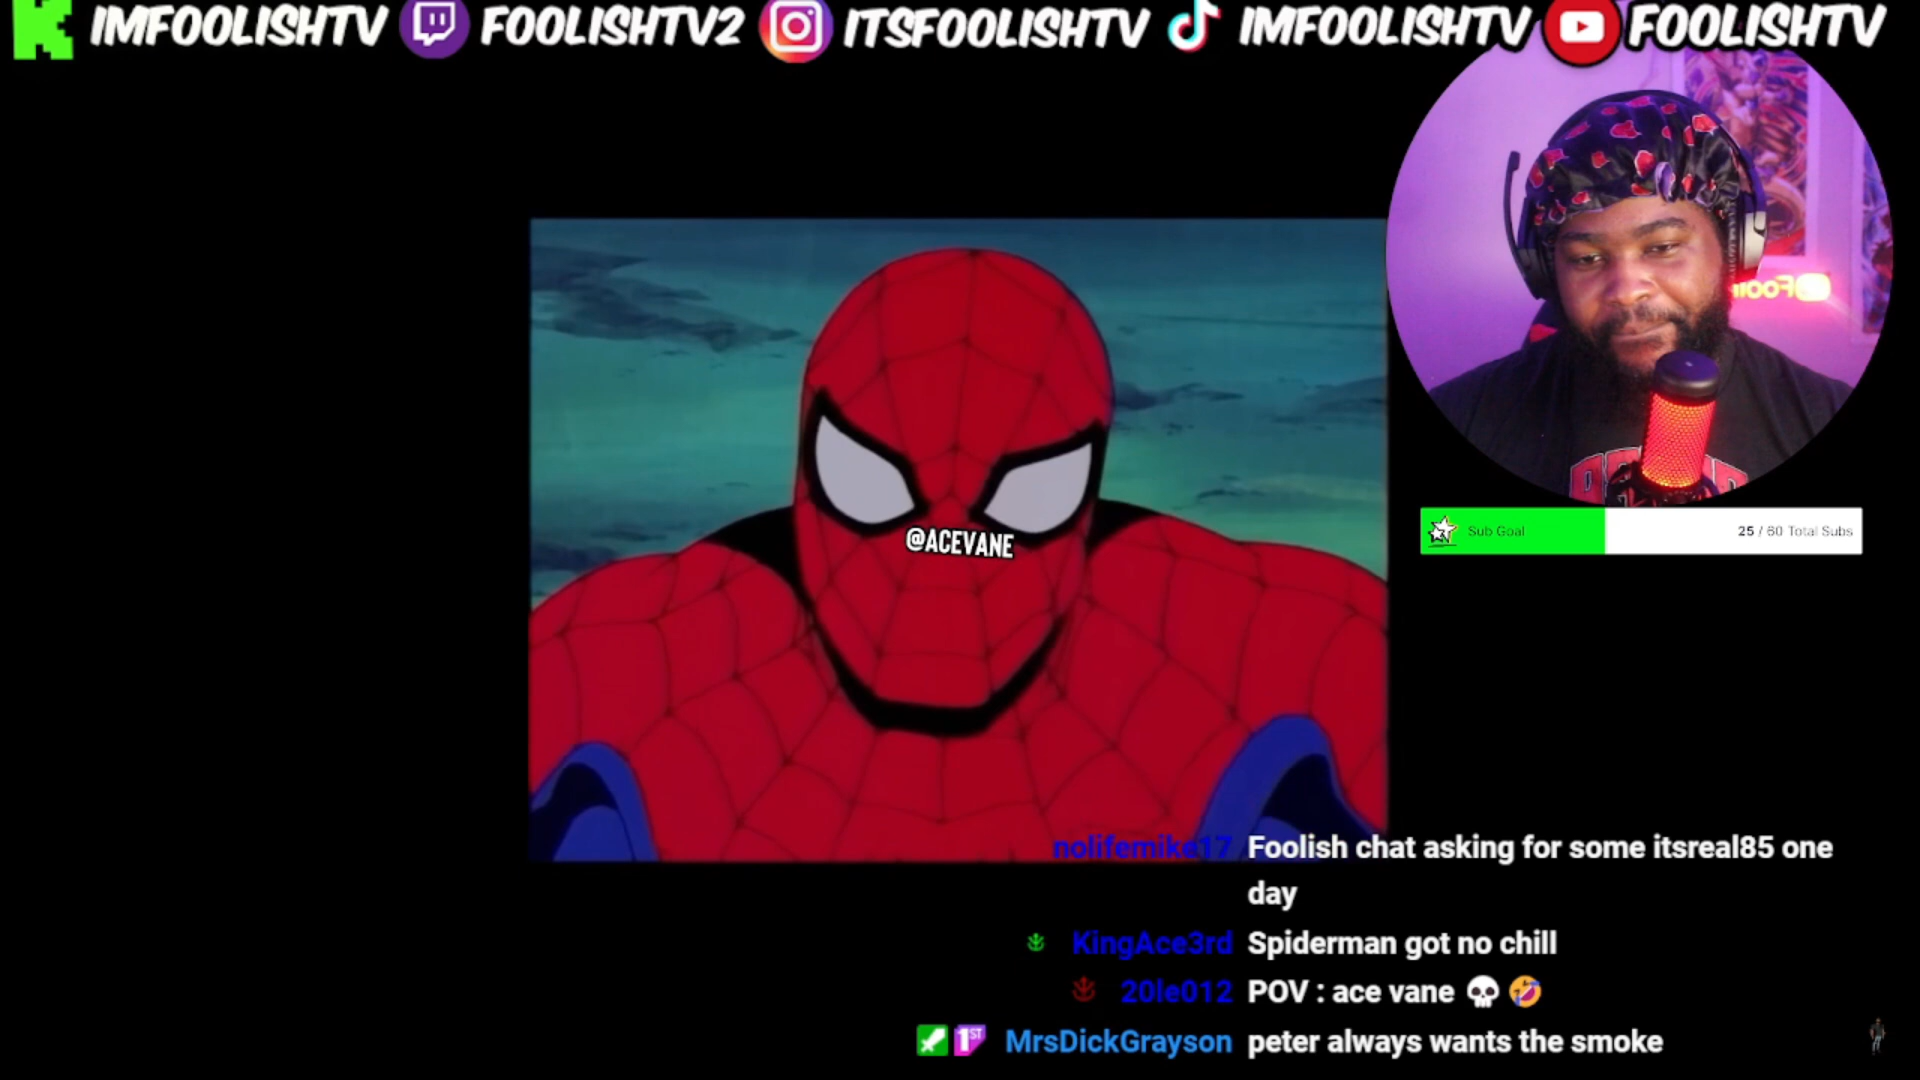 IMFOOLISHTV FOOLISHTV2 ITSFOOLISHTV IMFOOLISHTV FOOLISHTV
@ACEVANE
Sub Goal 25 / 60 Total Subs
nolifemike17 Foolish chat asking for some itsreal85 one
day
KingAce3rd Spiderman got no chill
20le012 POV : ace vane 💀 🤣
1ST MrsDickGrayson peter always wants the smoke